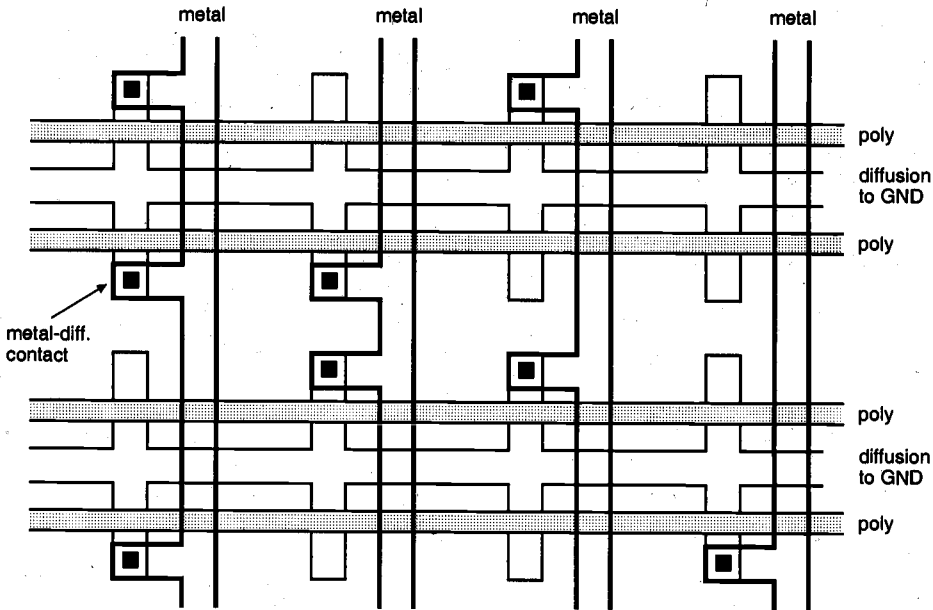 metal
metal
metal
metal
poly
diffusion
to GND
poly
metal-diff.
contact
poly
diffusion
to GND
poly